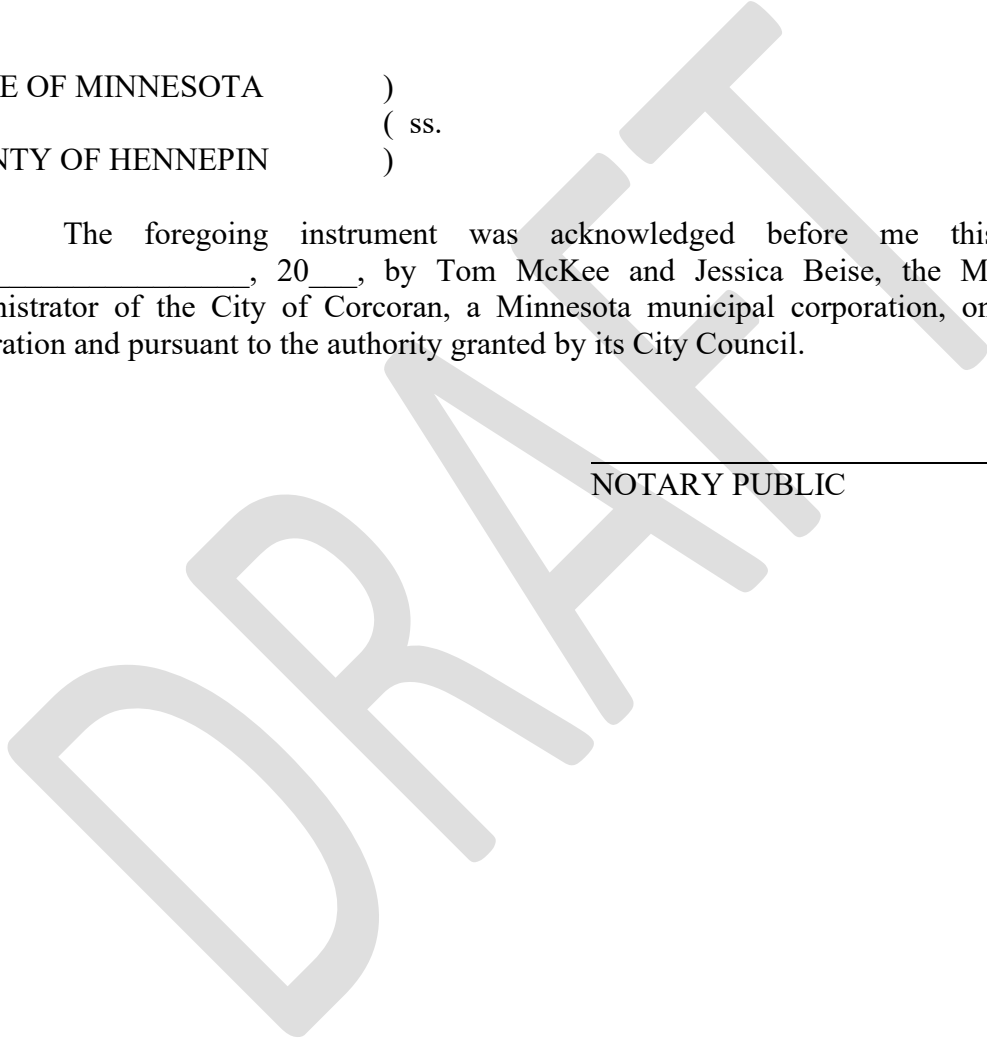 E OF MINNESOTA )
( ss.
NTY OF HENNEPIN )
The foregoing instrument was acknowledged before me this
_________________, 20___, by Tom McKee and Jessica Beise, the M
nistrator of the City of Corcoran, a Minnesota municipal corporation, on
ration and pursuant to the authority granted by its City Council.
NOTARY PUBLIC
DRAFT